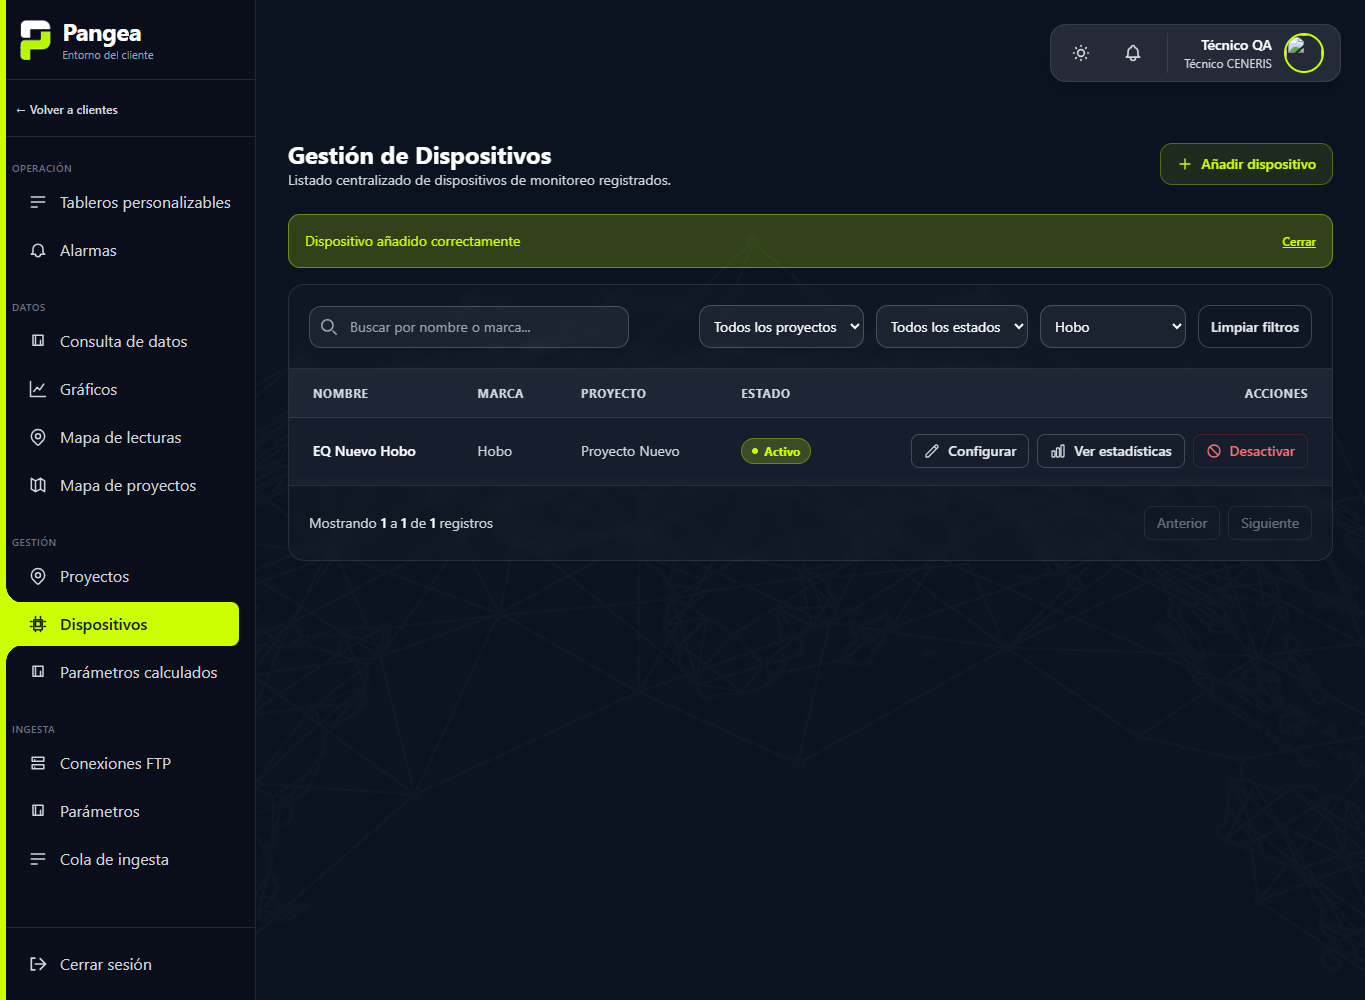 Pangea
Entorno del cliente
← Volver a clientes
OPERACIÓN
Tableros personalizables
Alarmas
DATOS
Consulta de datos
Gráficos
Mapa de lecturas
Mapa de proyectos
GESTIÓN
Proyectos
Dispositivos
Parámetros calculados
INGESTA
Conexiones FTP
Parámetros
Cola de ingesta
Cerrar sesión
Técnico QA
Técnico CENERIS
Gestión de Dispositivos
Listado centralizado de dispositivos de monitoreo registrados.
+ Añadir dispositivo
Dispositivo añadido correctamente Cerrar
Buscar por nombre o marca... Todos los proyectos Todos los estados Hobo Limpiar filtros
NOMBRE MARCA PROYECTO ESTADO ACCIONES
EQ Nuevo Hobo Hobo Proyecto Nuevo Activo Configurar Ver estadísticas Desactivar
Mostrando 1 a 1 de 1 registros Anterior Siguiente